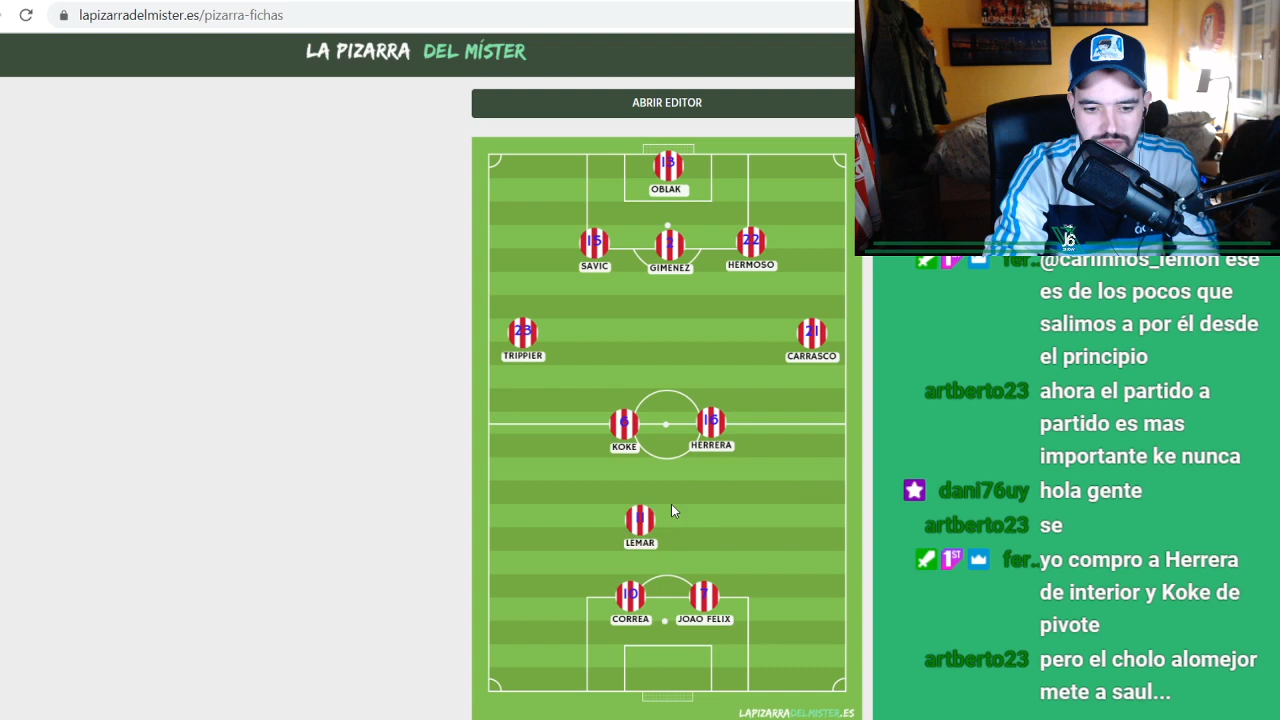 lapizarradelmister.es/pizarra-fichas
LA PIZARRA DEL MÍSTER
ABRIR EDITOR
13
OBLAK
15
2
22
SAVIC
GIMENEZ
HERMOSO
23
21
TRIPPIER
CARRASCO
6
16
KOKE
HERRERA
11
LEMAR
10
7
CORREA
JOAO FELIX
LAPIZARRADELMISTER.ES
fer.. @carlinhos_lemon ese
es de los pocos que
salimos a por él desde
el principio
artberto23 ahora el partido a
partido es mas
importante ke nunca
dani76uy hola gente
artberto23 se
1ST fer.. yo compro a Herrera
de interior y Koke de
pivote
artberto23 pero el cholo alomejor
mete a saul...